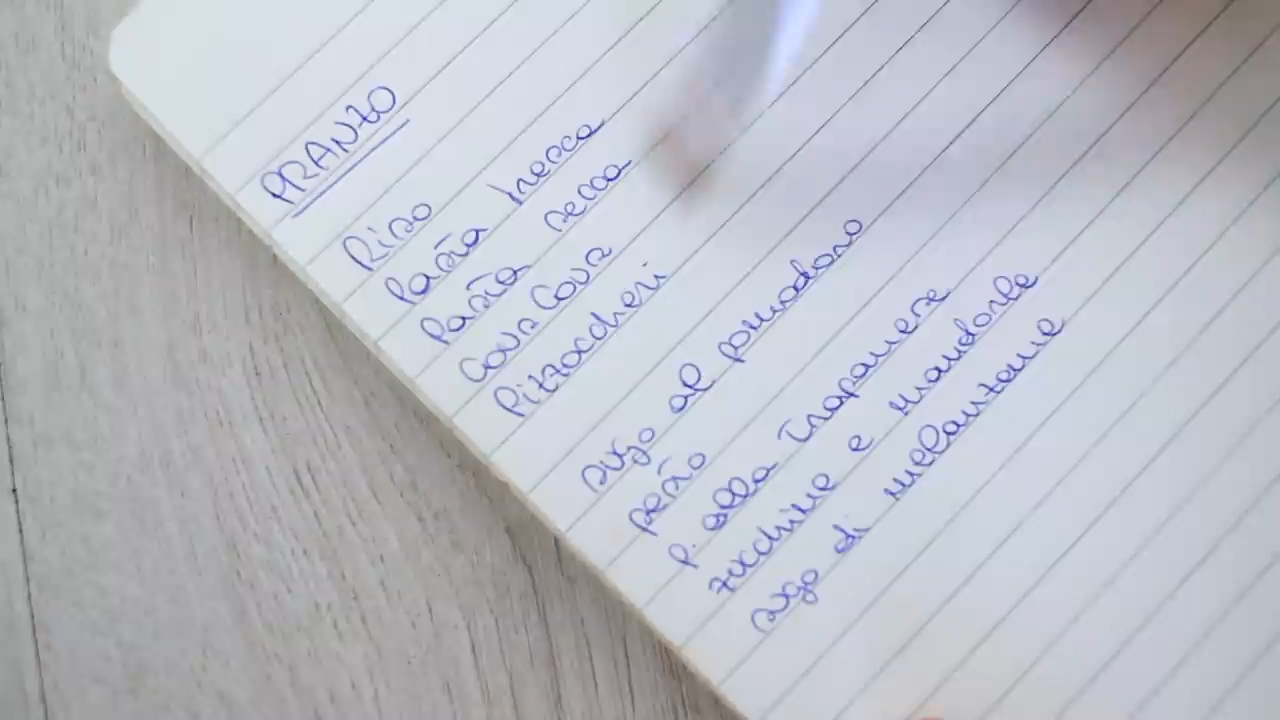 PRANZO
Riso
Pasta fresca
Pasta secca
Cous Cous
Pizzoccheri
sugo al pomodoro
pesto
p. alla trapanese
zucchine e mandorle
sugo di mellanzane